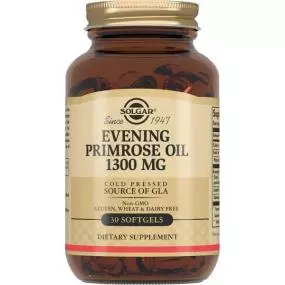 SOLGAR®
Since 1947
EVENING
PRIMROSE OIL
1300 MG
COLD PRESSED
SOURCE OF GLA
Non-GMO
GLUTEN, WHEAT & DAIRY FREE
30 SOFTGELS
DIETARY SUPPLEMENT